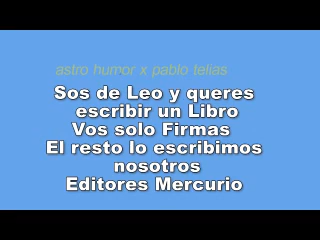 astro humor x pablo telias
Sos de Leo y queres
escribir un Libro
Vos solo Firmas
El resto lo escribimos
nosotros
Editores Mercurio